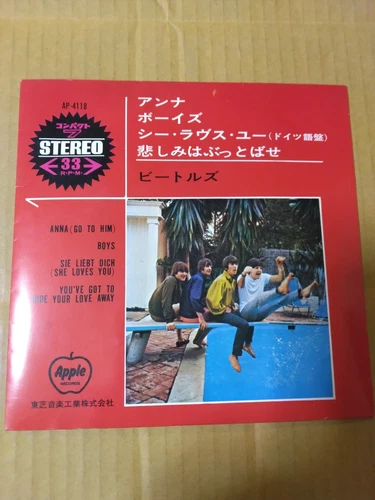 AP-4118
コンパクト
STEREO
33
R·P·M·
アンナ
ボーイズ
シー・ラヴス・ユー(ドイツ語盤)
悲しみはぶっとばせ
ビートルズ
ANNA (GO TO HIM)
BOYS
SIE LIEBT DICH
(SHE LOVES YOU)
YOU'VE GOT TO
HIDE YOUR LOVE AWAY
Apple
RECORDS
東芝音楽工業株式会社